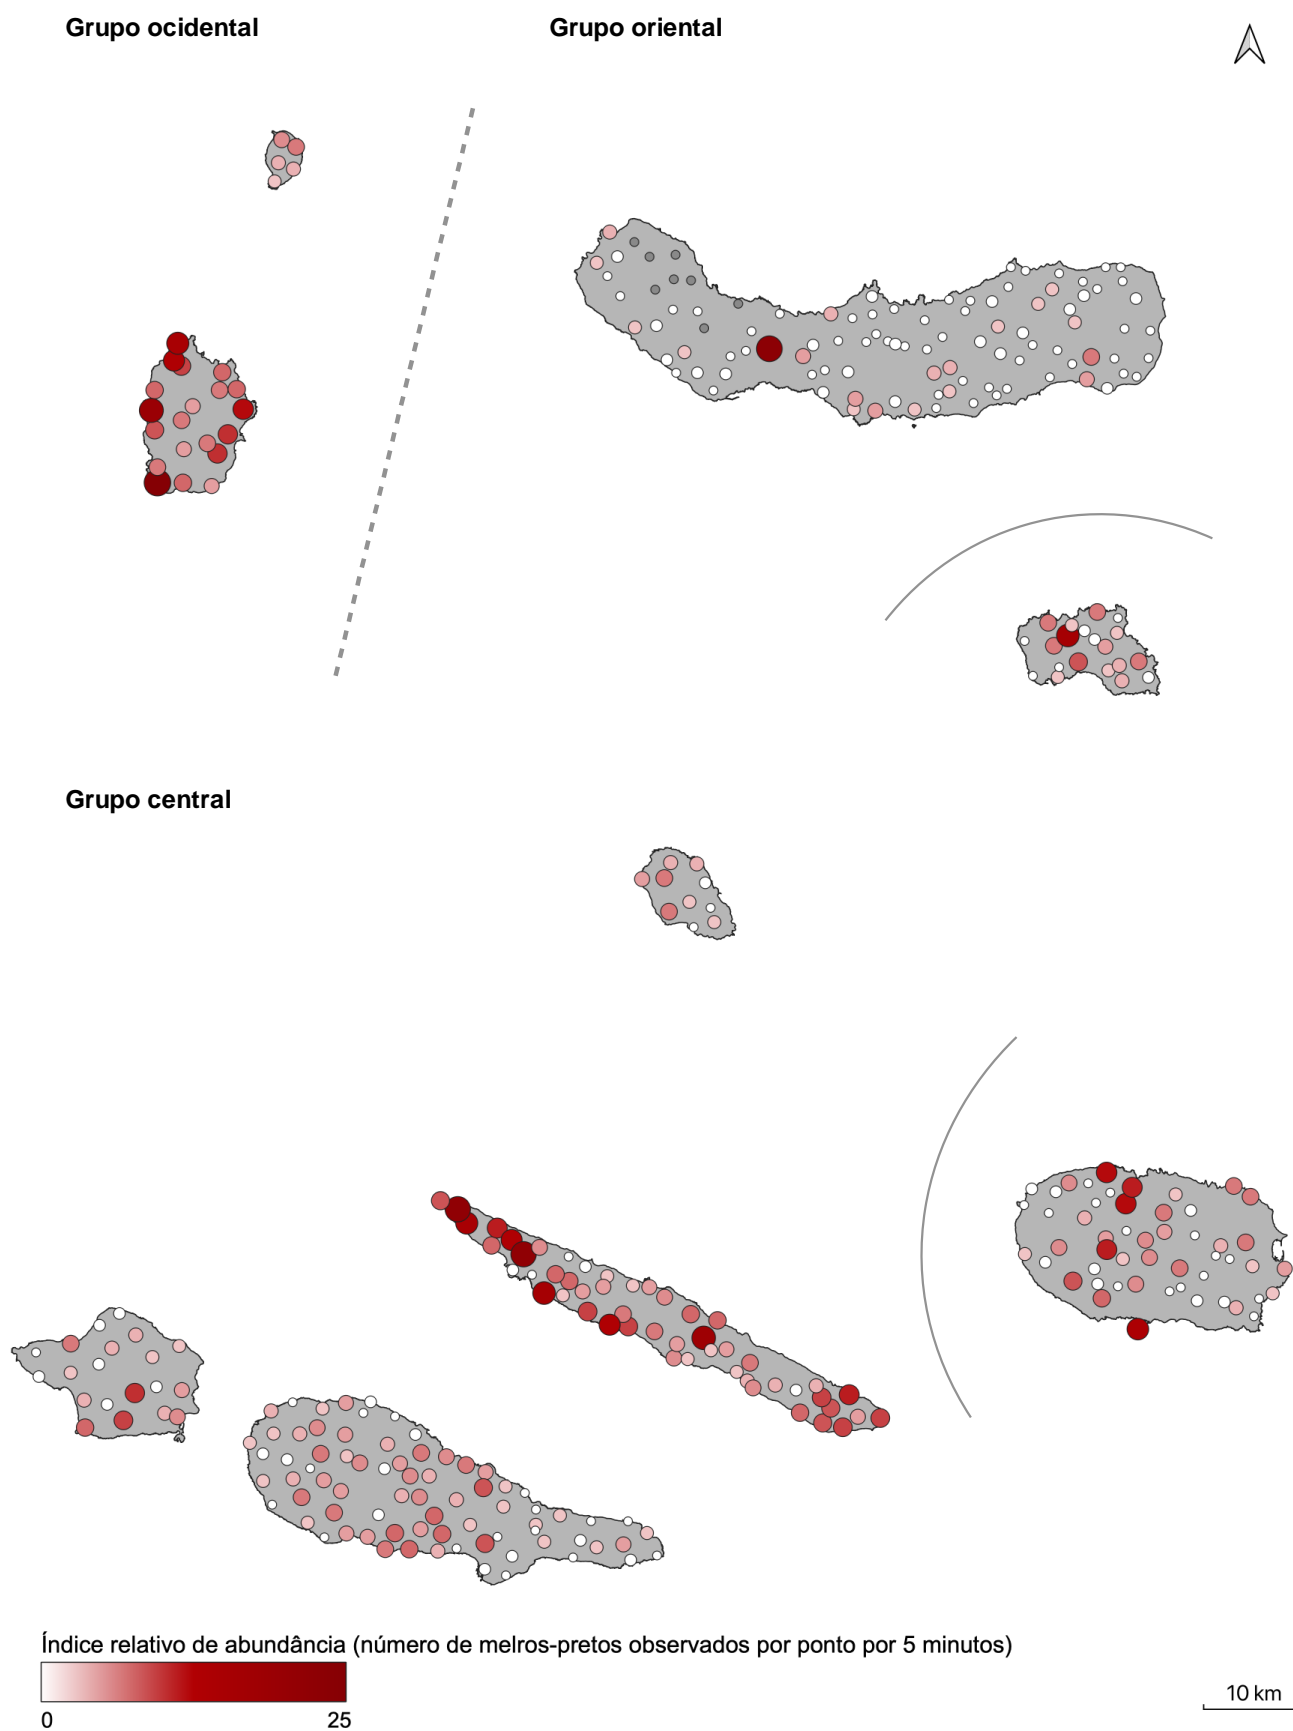 Grupo ocidental
Grupo oriental
Grupo central
Índice relativo de abundância (número de melros-pretos observados por ponto por 5 minutos)
0
25
10 km